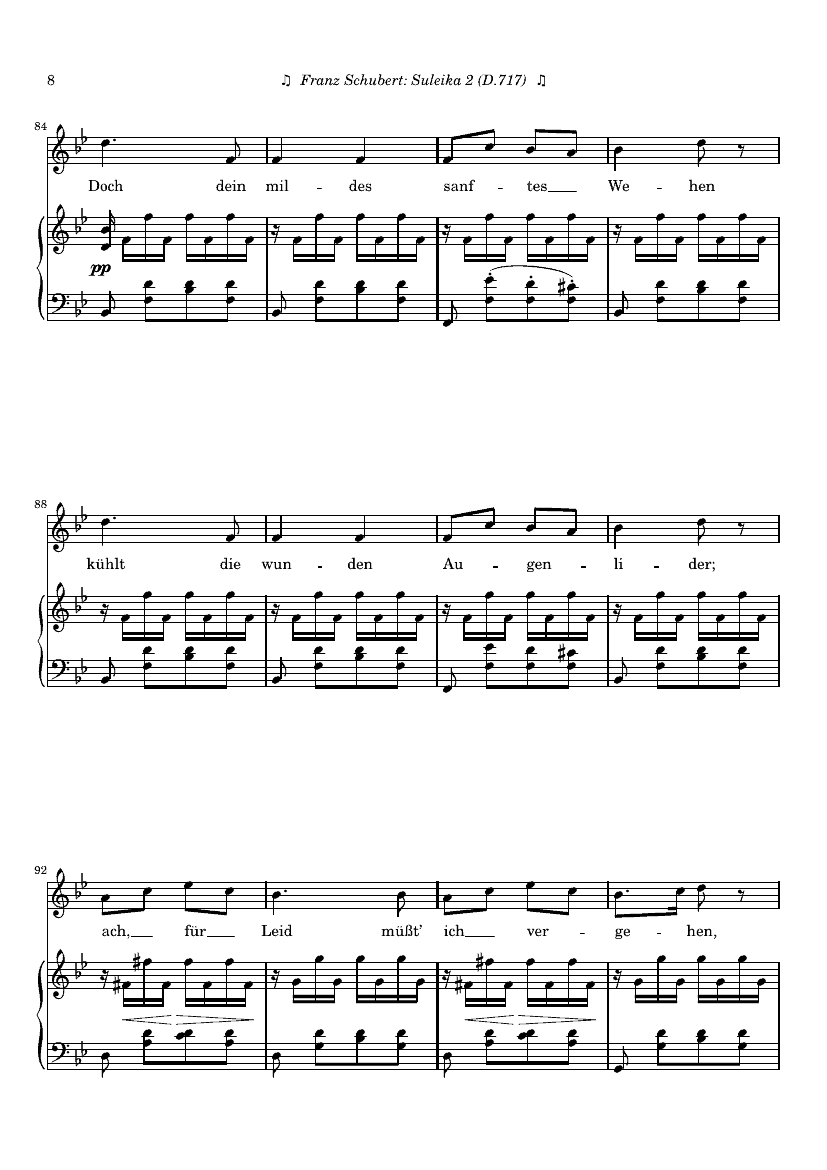 8
♫ Franz Schubert: Suleika 2 (D.717) ♫
84
Doch dein mil - des sanf - tes We - hen
pp
88
kühlt die wun - den Au - gen - li - der;
92
ach, für Leid müßt' ich ver - ge - hen,